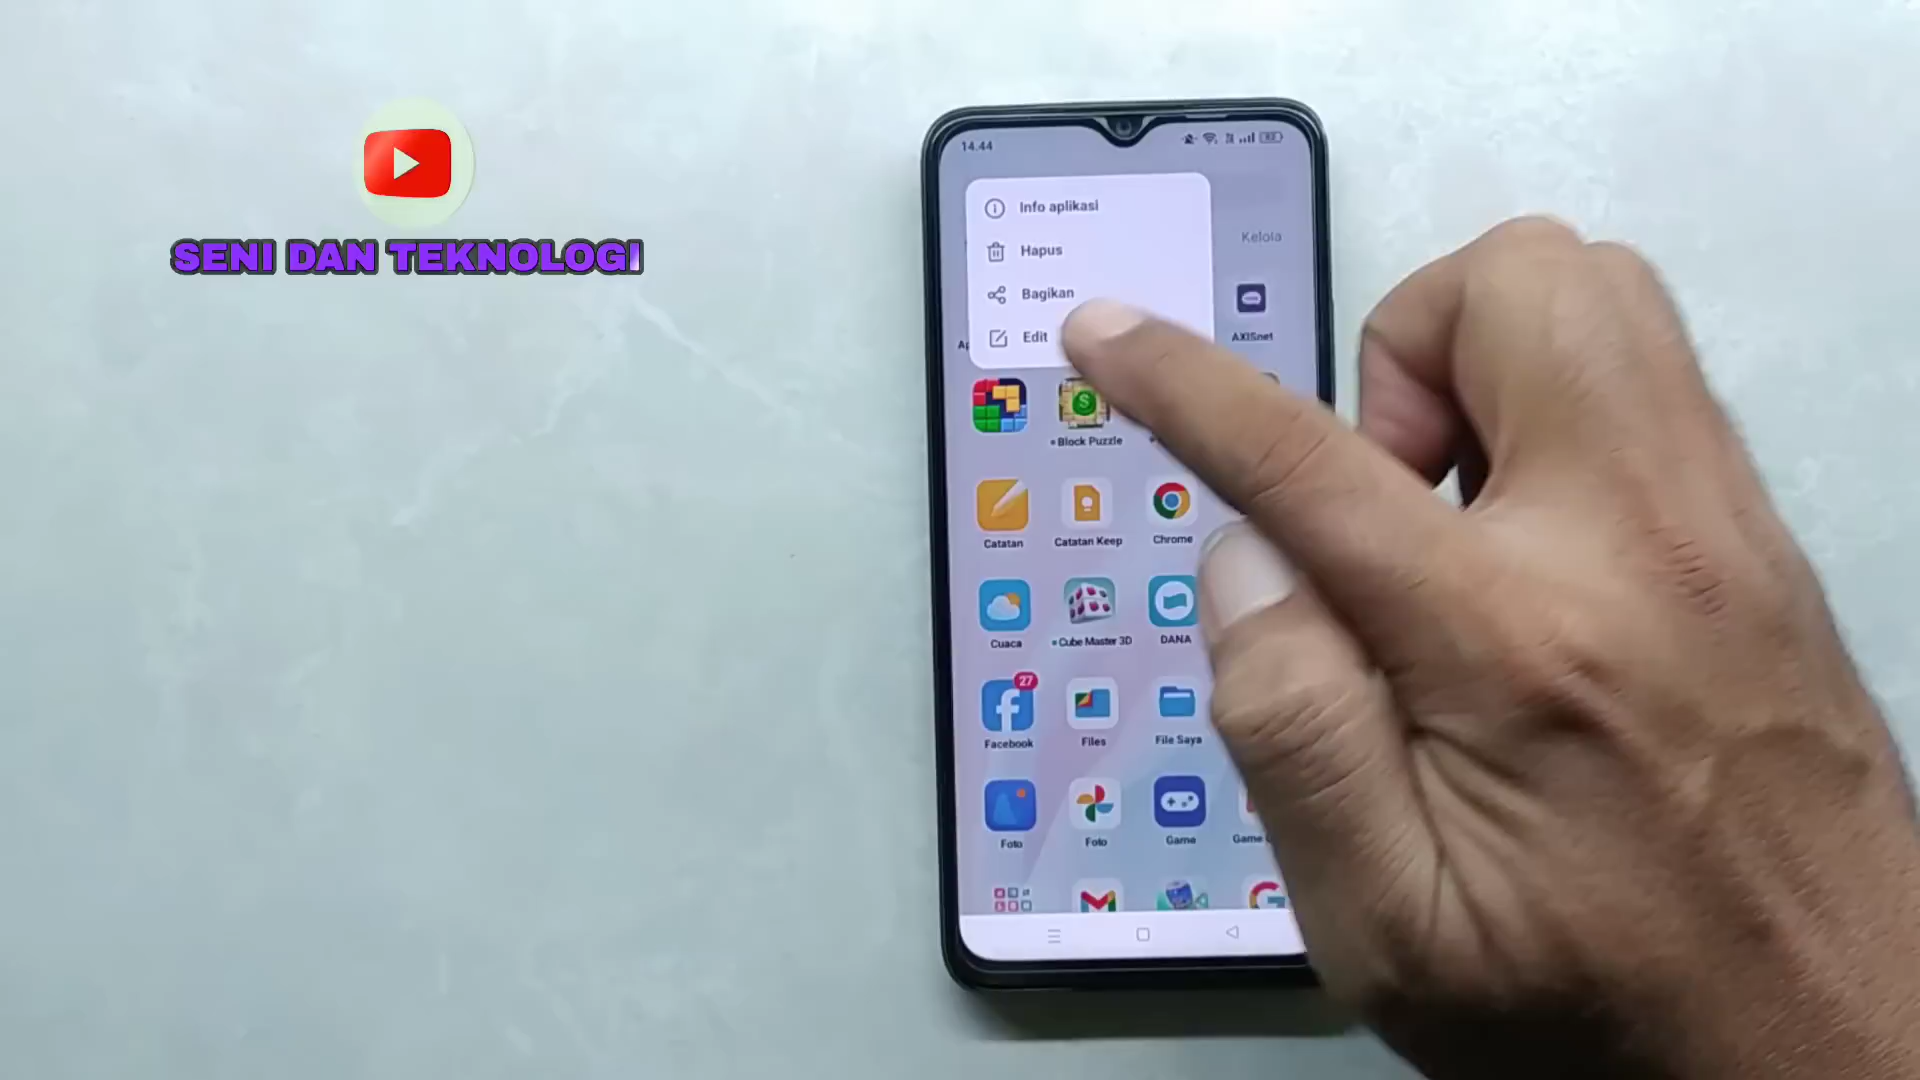 SENI DAN TEKNOLOGI
14.44
Info aplikasi
Hapus
Bagikan
Edit
Kelola
AXISnet
Block Puzzle
Catatan
Catatan Keep
Chrome
Cuaca
Cube Master 3D
DANA
27
Facebook
Files
File Saya
Foto
Foto
Game
Game